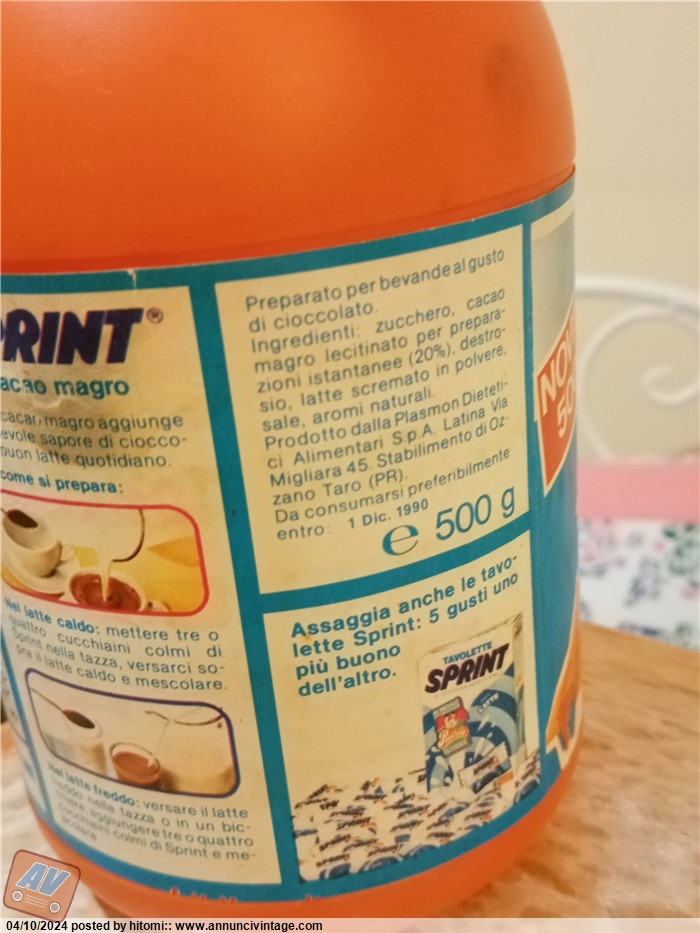 PRINT®
cacao magro
cacao magro aggiunge
evole sapore di ciocco-
buon latte quotidiano.
come si prepara:
Nel latte caldo: mettere tre o
quattro cucchiaini colmi di
Sprint nella tazza, versarci so-
pra il latte caldo e mescolare.
Nel latte freddo: versare il latte
freddo nella tazza o in un bic-
chiere, aggiungere tre o quattro
cucchiaini colmi di Sprint e me-
scolare
Preparato per bevande al gusto
di cioccolato.
Ingredienti: zucchero, cacao
magro lecitinato per prepara-
zioni istantanee (20%), destro-
sio, latte scremato in polvere,
sale, aromi naturali.
Prodotto dalla Plasmon Dieteti-
ci Alimentari S.p.A. Latina Via
Migliara 45. Stabilimento di Oz-
zano Taro (PR).
Da consumarsi preferibilmente
entro: 1 Dic. 1990
e 500 g
Assaggia anche le tavo-
lette Sprint: 5 gusti uno
più buono
dell'altro.
TAVOLETTE
SPRINT
LATTE
NOV
50
AV
04/10/2024 posted by hitomi:: www.annuncivintage.com